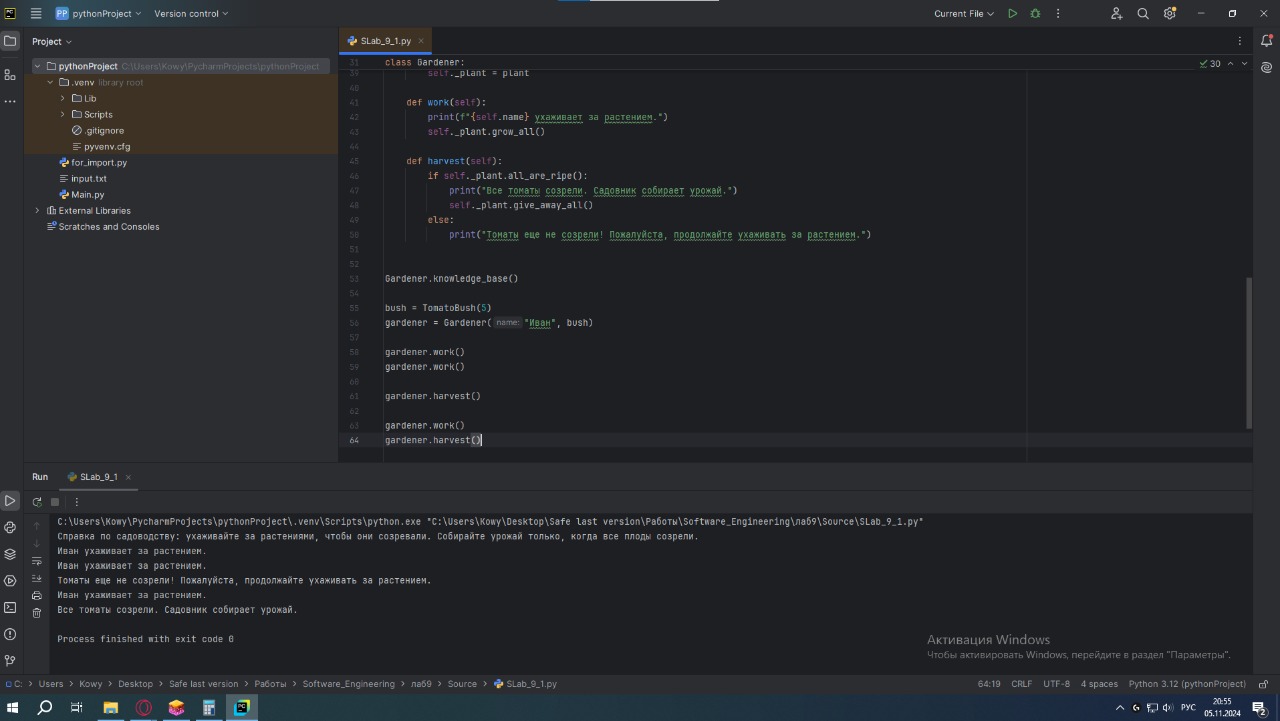 PP pythonProject Version control Current File
Project
SLab_9_1.py
pythonProject C:\Users\Kowy\PycharmProjects\pythonProject
.venv library root
Lib
Scripts
.gitignore
pyvenv.cfg
for_import.py
input.txt
Main.py
External Libraries
Scratches and Consoles
30
31 class Gardener:
39 self._plant = plant
40
41 def work(self):
42 print(f"{self.name} ухаживает за растением.")
43 self._plant.grow_all()
44
45 def harvest(self):
46 if self._plant.all_are_ripe():
47 print("Все томаты созрели. Садовник собирает урожай.")
48 self._plant.give_away_all()
49 else:
50 print("Томаты еще не созрели! Пожалуйста, продолжайте ухаживать за растением.")
51
52
53 Gardener.knowledge_base()
54
55 bush = TomatoBush(5)
56 gardener = Gardener( name: "Иван", bush)
57
58 gardener.work()
59 gardener.work()
60
61 gardener.harvest()
62
63 gardener.work()
64 gardener.harvest()
Run SLab_9_1
C:\Users\Kowy\PycharmProjects\pythonProject\.venv\Scripts\python.exe "C:\Users\Kowy\Desktop\Safe last version\Работы\Software_Engineering\лаб9\Source\SLab_9_1.py"
Справка по садоводству: ухаживайте за растениями, чтобы они созревали. Собирайте урожай только, когда все плоды созрели.
Иван ухаживает за растением.
Иван ухаживает за растением.
Томаты еще не созрели! Пожалуйста, продолжайте ухаживать за растением.
Иван ухаживает за растением.
Все томаты созрели. Садовник собирает урожай.
Process finished with exit code 0
Активация Windows
Чтобы активировать Windows, перейдите в раздел "Параметры".
C: > Users > Kowy > Desktop > Safe last version > Работы > Software_Engineering > лаб9 > Source > SLab_9_1.py 64:19 CRLF UTF-8 4 spaces Python 3.12 (pythonProject)
РУС
20:55
05.11.2024
2